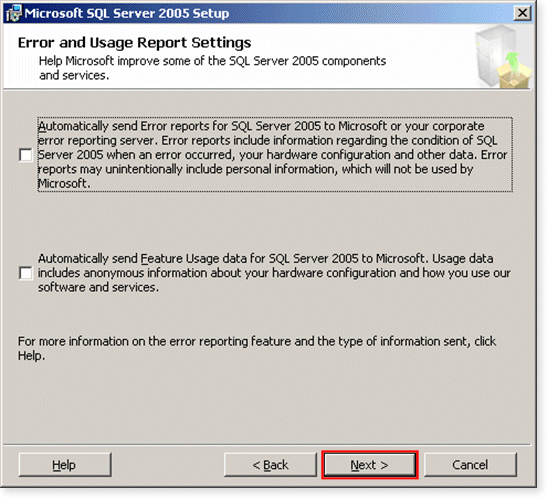 Microsoft SQL Server 2005 Setup
Error and Usage Report Settings
Help Microsoft improve some of the SQL Server 2005 components
and services.
Automatically send Error reports for SQL Server 2005 to Microsoft or your corporate
error reporting server. Error reports include information regarding the condition of SQL
Server 2005 when an error occurred, your hardware configuration and other data. Error
reports may unintentionally include personal information, which will not be used by
Microsoft.
Automatically send Feature Usage data for SQL Server 2005 to Microsoft. Usage data
includes anonymous information about your hardware configuration and how you use our
software and services.
For more information on the error reporting feature and the type of information sent, click
Help.
Help
< Back
Next >
Cancel